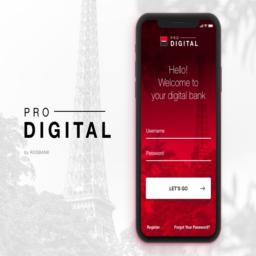 PRO
DIGITAL
by ROSBANK
PRO
DIGITAL
Hello!
Welcome to
your digital bank
Username
Password
LET'S GO
Register
Forgot Your Password?